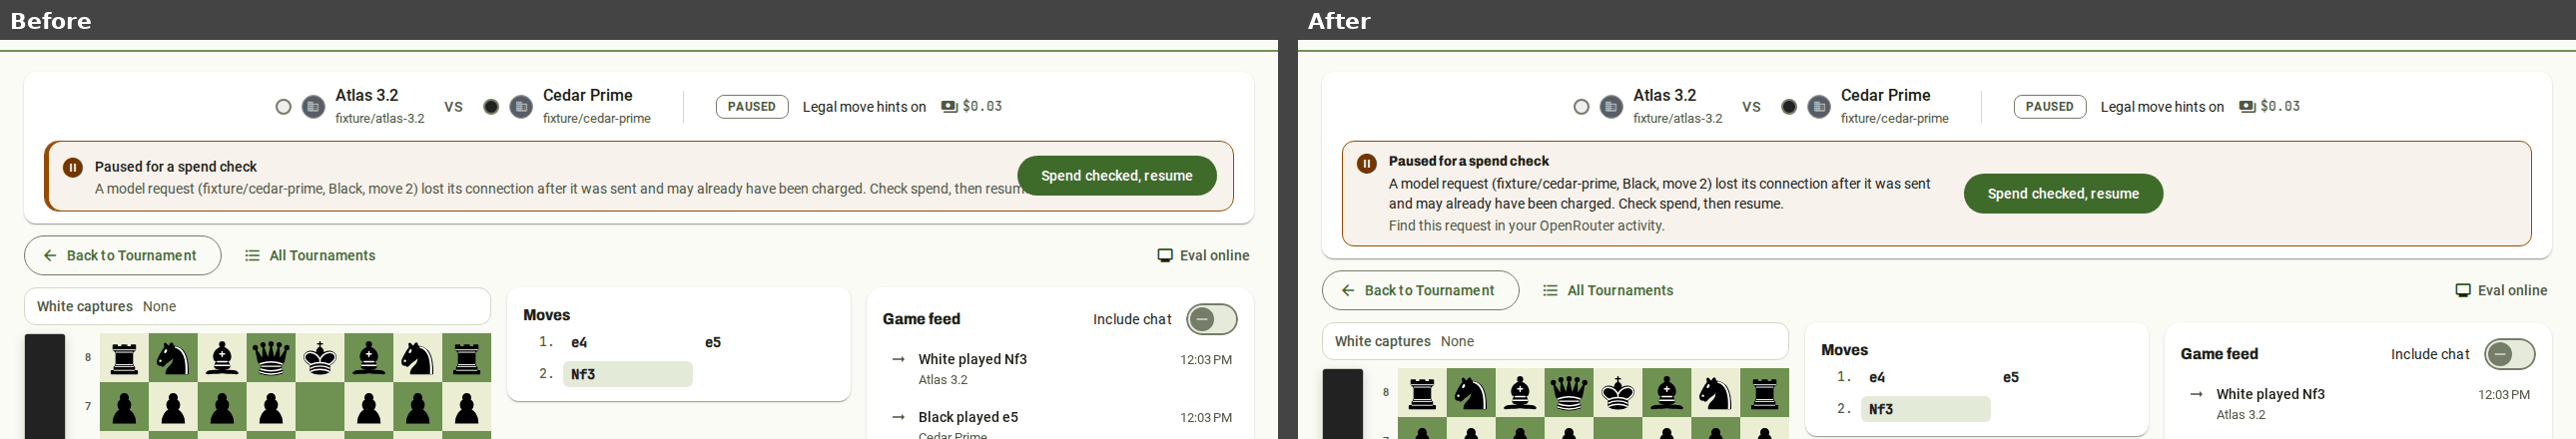 Before
Atlas 3.2
fixture/atlas-3.2
VS
Cedar Prime
fixture/cedar-prime
PAUSED
Legal move hints on
$0.03
Paused for a spend check
A model request (fixture/cedar-prime, Black, move 2) lost its connection after it was sent and may already have been charged. Check spend, then resum
Spend checked, resume
Back to Tournament
All Tournaments
Eval online
White captures None
8
7
Moves
1. e4 e5
2. Nf3
Game feed
Include chat
White played Nf3 12:03 PM
Atlas 3.2
Black played e5 12:03 PM
Cedar Prime
After
Atlas 3.2
fixture/atlas-3.2
VS
Cedar Prime
fixture/cedar-prime
PAUSED
Legal move hints on
$0.03
Paused for a spend check
A model request (fixture/cedar-prime, Black, move 2) lost its connection after it was sent
and may already have been charged. Check spend, then resume.
Find this request in your OpenRouter activity.
Spend checked, resume
Back to Tournament
All Tournaments
Eval online
White captures None
8
Moves
1. e4 e5
2. Nf3
Game feed
Include chat
White played Nf3 12:03 PM
Atlas 3.2